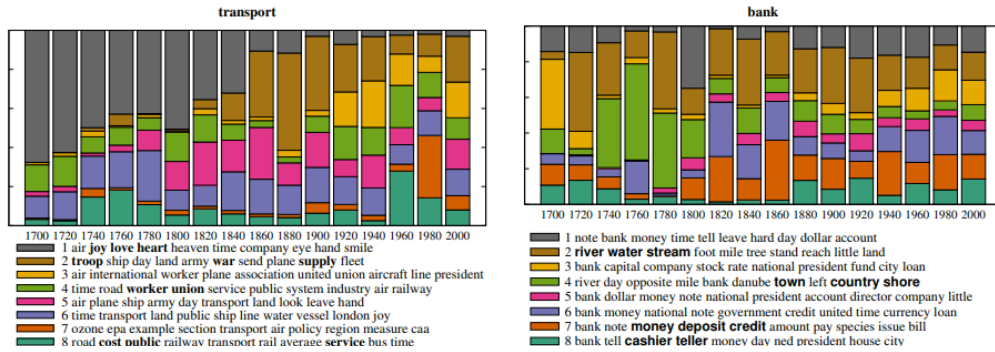 transport
1700 1720 1740 1760 1780 1800 1820 1840 1860 1880 1900 1920 1940 1960 1980 2000
1 air joy love heart heaven time company eye hand smile
2 troop ship day land army war send plane supply fleet
3 air international worker plane association united union aircraft line president
4 time road worker union service public system industry air railway
5 air plane ship army day transport land look leave hand
6 time transport land public ship line water vessel london joy
7 ozone epa example section transport air policy region measure caa
8 road cost public railway transport rail average service bus time
bank
1700 1720 1740 1760 1780 1800 1820 1840 1860 1880 1900 1920 1940 1960 1980 2000
1 note bank money time tell leave hard day dollar account
2 river water stream foot mile tree stand reach little land
3 bank capital company stock rate national president fund city loan
4 river day opposite mile bank danube town left country shore
5 bank dollar money note national president account director company little
6 bank money national note government credit united time currency loan
7 bank note money deposit credit amount pay species issue bill
8 bank tell cashier teller money day ned president house city